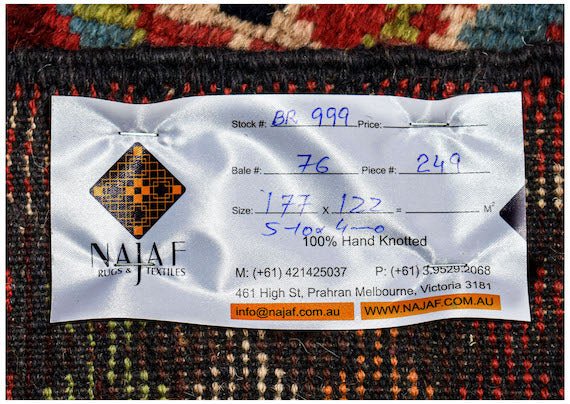 Stock #: BR 999 Price:
Bale #: 76 Piece #: 249
Size: 177 X 122 = M²
5-10x4-0
100% Hand Knotted
NAJAF
RUGS & TEXTILES
M: (+61) 421425037 P: (+61) 3.9529.2068
461 High St, Prahran Melbourne, Victoria 3181
info@najaf.com.au WWW.NAJAF.COM.AU